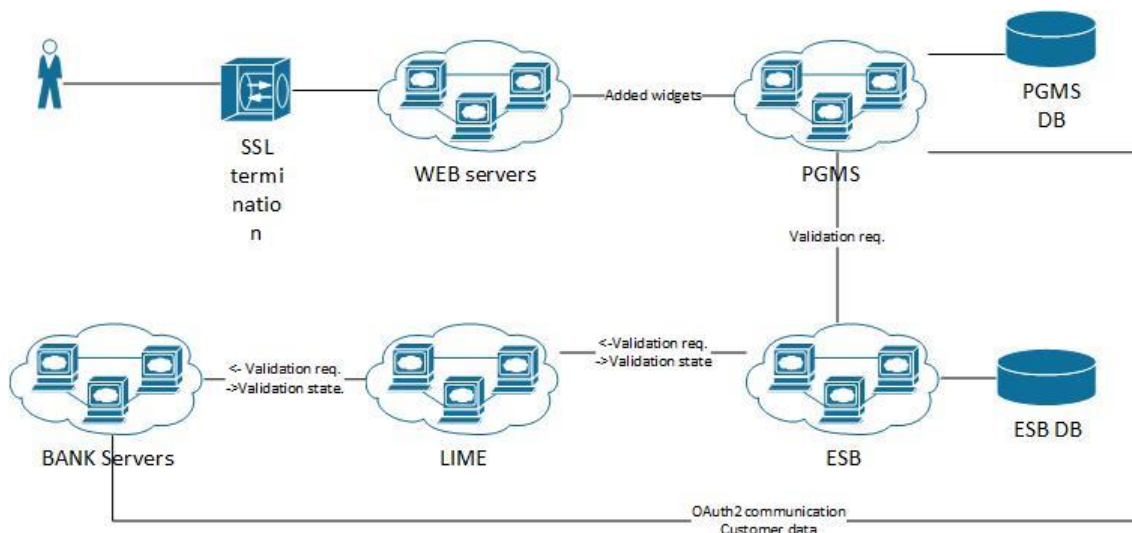 PGMS
DB
Added widgets
SSL
termi
natio
n
WEB servers
PGMS
Validation req.
<-Validation req.
->Validation state
<- Validation req.
->Validation state.
BANK Servers
LIME
ESB
ESB DB
OAuth2 communication
Customer data